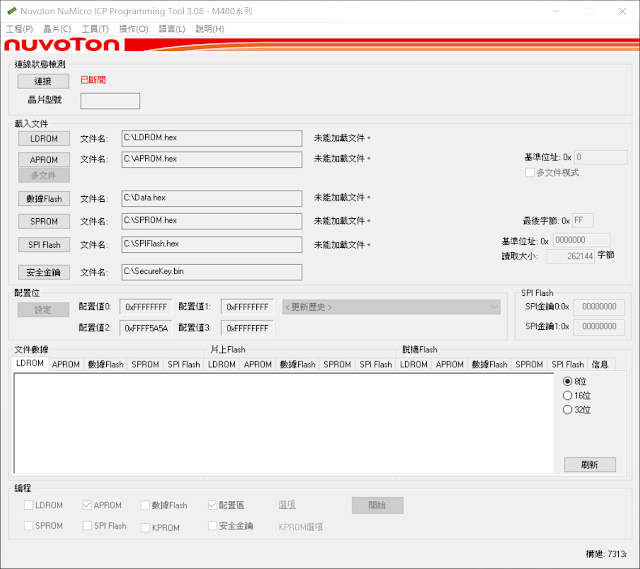 Nuvoton NuMicro ICP Programming Tool 3.08 - M480系列
工程(P) 晶片(C) 工具(T) 操作(O) 語言(L) 說明(H)
nuvoTon
連線狀態檢測
連接 已斷開
晶片型號
載入文件
LDROM 文件名: C:\LDROM.hex 未能加載文件。
APROM 文件名: C:\APROM.hex 未能加載文件。 基準位址: 0x 0
多文件 多文件模式
數據Flash 文件名: C:\Data.hex 未能加載文件。
SPROM 文件名: C:\SPROM.hex 未能加載文件。 最後字節: 0x FF
SPI Flash 文件名: C:\SPIFlash.hex 未能加載文件。 基準位址: 0x 0000000
讀取大小: 262144 字節
安全金鑰 文件名: C:\SecureKey.bin
配置位 SPI Flash
設定 配置值0: 0xFFFFFFFF 配置值1: 0xFFFFFFFF <更新歷史> SPI金鑰0:0x 00000000
配置值2: 0xFFFF5A5A 配置值3: 0xFFFFFFFF SPI金鑰1:0x 00000000
文件數據 片上Flash 脫機Flash
LDROM APROM 數據Flash SPROM SPI Flash LDROM APROM 數據Flash SPROM SPI Flash LDROM APROM 數據Flash SPROM SPI Flash 信息
8位
16位
32位
刷新
編程
LDROM APROM 數據Flash 配置區 選項 開始
SPROM SPI Flash KPROM 安全金鑰 KPROM選項
構建: 7313r